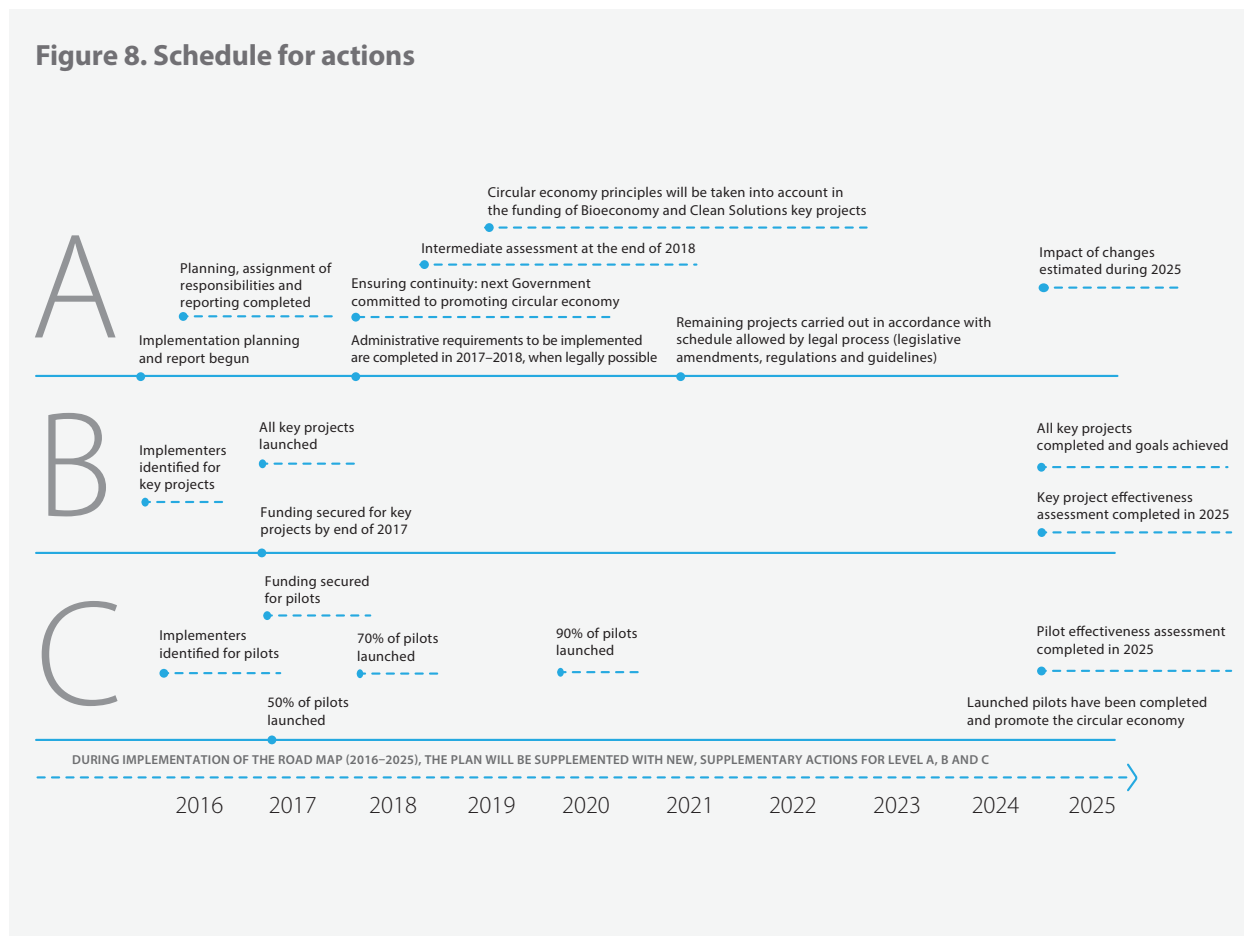 Figure 8. Schedule for actions
A
Circular economy principles will be taken into account in
the funding of Bioeconomy and Clean Solutions key projects
Intermediate assessment at the end of 2018
Impact of changes
estimated during 2025
Planning, assignment of
responsibilities and
reporting completed
Ensuring continuity: next Government
committed to promoting circular economy
Implementation planning
and report begun
Administrative requirements to be implemented
are completed in 2017–2018, when legally possible
Remaining projects carried out in accordance with
schedule allowed by legal process (legislative
amendments, regulations and guidelines)
B
Implementers
identified for
key projects
All key projects
launched
Funding secured for key
projects by end of 2017
All key projects
completed and goals achieved
Key project effectiveness
assessment completed in 2025
C
Funding secured
for pilots
Implementers
identified for pilots
70% of pilots
launched
90% of pilots
launched
Pilot effectiveness assessment
completed in 2025
50% of pilots
launched
Launched pilots have been completed
and promote the circular economy
DURING IMPLEMENTATION OF THE ROAD MAP (2016–2025), THE PLAN WILL BE SUPPLEMENTED WITH NEW, SUPPLEMENTARY ACTIONS FOR LEVEL A, B AND C
2016 2017 2018 2019 2020 2021 2022 2023 2024 2025